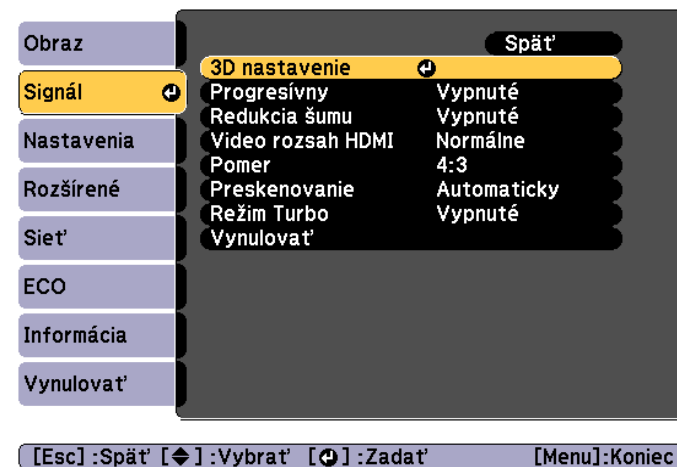 Obraz
Signál
Nastavenia
Rozšírené
Sieť
ECO
Informácia
Vynulovať
Späť
3D nastavenie
Progresívny Vypnuté
Redukcia šumu Vypnuté
Video rozsah HDMI Normálne
Pomer 4:3
Preskenovanie Automaticky
Režim Turbo Vypnuté
Vynulovať
[Esc] :Späť [◆] :Vybrať [↵] :Zadať [Menu]:Koniec